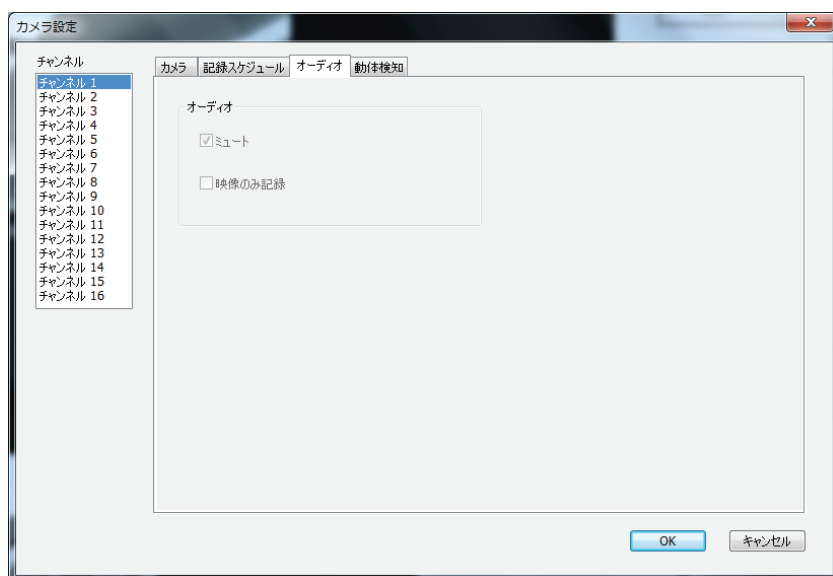 カメラ設定
チャンネル
チャンネル 1
チャンネル 2
チャンネル 3
チャンネル 4
チャンネル 5
チャンネル 6
チャンネル 7
チャンネル 8
チャンネル 9
チャンネル 10
チャンネル 11
チャンネル 12
チャンネル 13
チャンネル 14
チャンネル 15
チャンネル 16
カメラ 記録スケジュール オーディオ 動体検知
オーディオ
ミュート
映像のみ記録
OK キャンセル